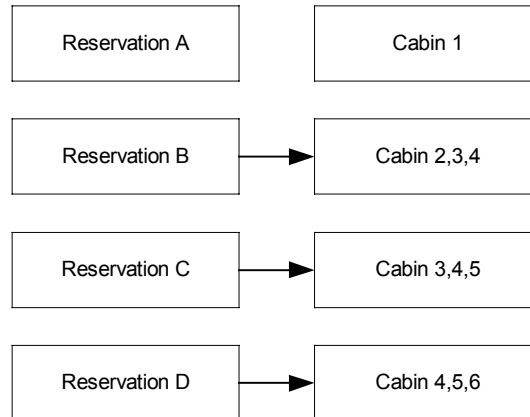 Reservation A
Cabin 1
Reservation B
Cabin 2,3,4
Reservation C
Cabin 3,4,5
Reservation D
Cabin 4,5,6